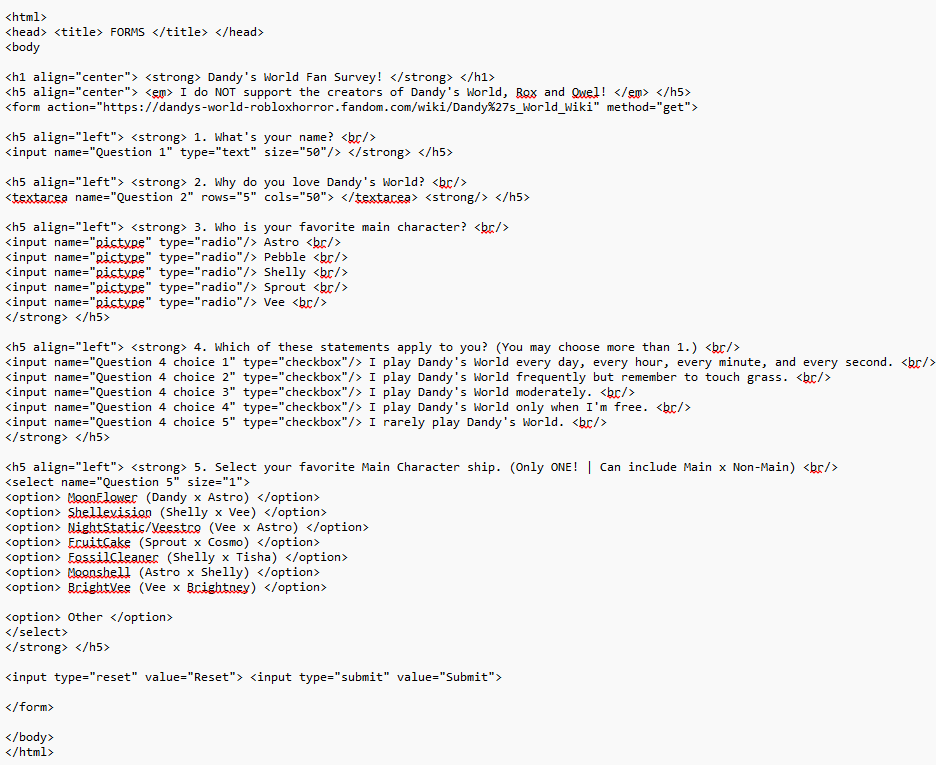 <html>
<head> <title> FORMS </title> </head>
<body
<h1 align="center"> <strong> Dandy's World Fan Survey! </strong> </h1>
<h5 align="center"> <em> I do NOT support the creators of Dandy's World, Rox and Qwel! </em> </h5>
<form action="https://dandys-world-robloxhorror.fandom.com/wiki/Dandy%27s_World_Wiki" method="get">
<h5 align="left"> <strong> 1. What's your name? <br/>
<input name="Question 1" type="text" size="50"/> </strong> </h5>
<h5 align="left"> <strong> 2. Why do you love Dandy's World? <br/>
<textarea name="Question 2" rows="5" cols="50"> </textarea> <strong/> </h5>
<h5 align="left"> <strong> 3. Who is your favorite main character? <br/>
<input name="pictype" type="radio"/> Astro <br/>
<input name="pictype" type="radio"/> Pebble <br/>
<input name="pictype" type="radio"/> Shelly <br/>
<input name="pictype" type="radio"/> Sprout <br/>
<input name="pictype" type="radio"/> Vee <br/>
</strong> </h5>
<h5 align="left"> <strong> 4. Which of these statements apply to you? (You may choose more than 1.) <br/>
<input name="Question 4 choice 1" type="checkbox"/> I play Dandy's World every day, every hour, every minute, and every second. <br/>
<input name="Question 4 choice 2" type="checkbox"/> I play Dandy's World frequently but remember to touch grass. <br/>
<input name="Question 4 choice 3" type="checkbox"/> I play Dandy's World moderately. <br/>
<input name="Question 4 choice 4" type="checkbox"/> I play Dandy's World only when I'm free. <br/>
<input name="Question 4 choice 5" type="checkbox"/> I rarely play Dandy's World. <br/>
</strong> </h5>
<h5 align="left"> <strong> 5. Select your favorite Main Character ship. (Only ONE! | Can include Main x Non-Main) <br/>
<select name="Question 5" size="1">
<option> MoonFlower (Dandy x Astro) </option>
<option> Shellevision (Shelly x Vee) </option>
<option> NightStatic/Veestro (Vee x Astro) </option>
<option> FruitCake (Sprout x Cosmo) </option>
<option> FossilCleaner (Shelly x Tisha) </option>
<option> Moonshell (Astro x Shelly) </option>
<option> BrightVee (Vee x Brightney) </option>
<option> Other </option>
</select>
</strong> </h5>
<input type="reset" value="Reset"> <input type="submit" value="Submit">
</form>
</body>
</html>